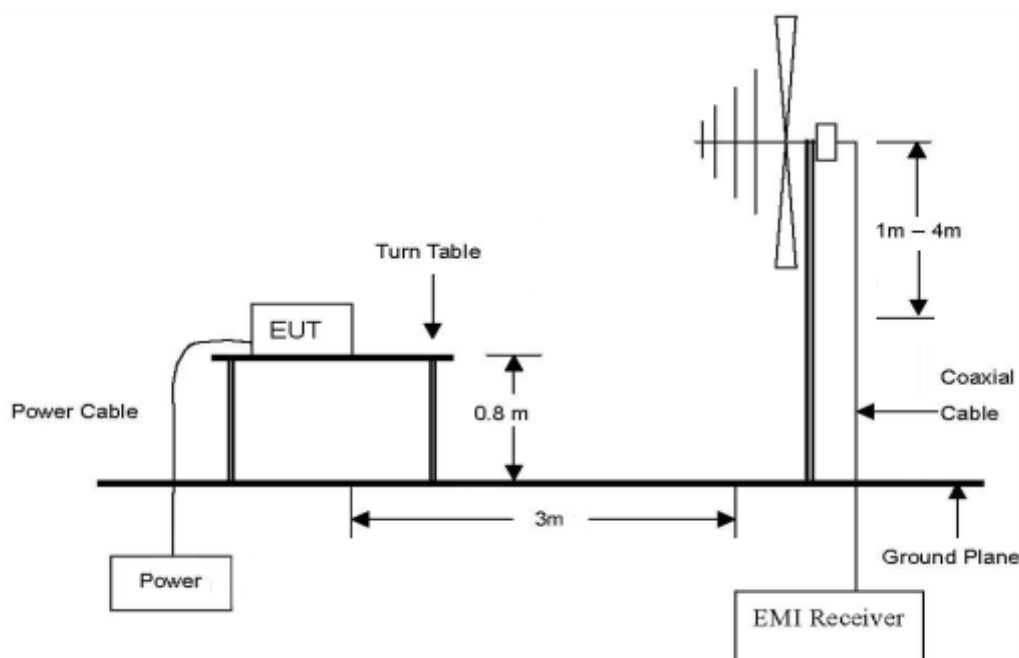 1m – 4m
Turn Table
EUT
Coaxial
Cable
Power Cable
0.8 m
3m
Ground Plane
Power
EMI Receiver